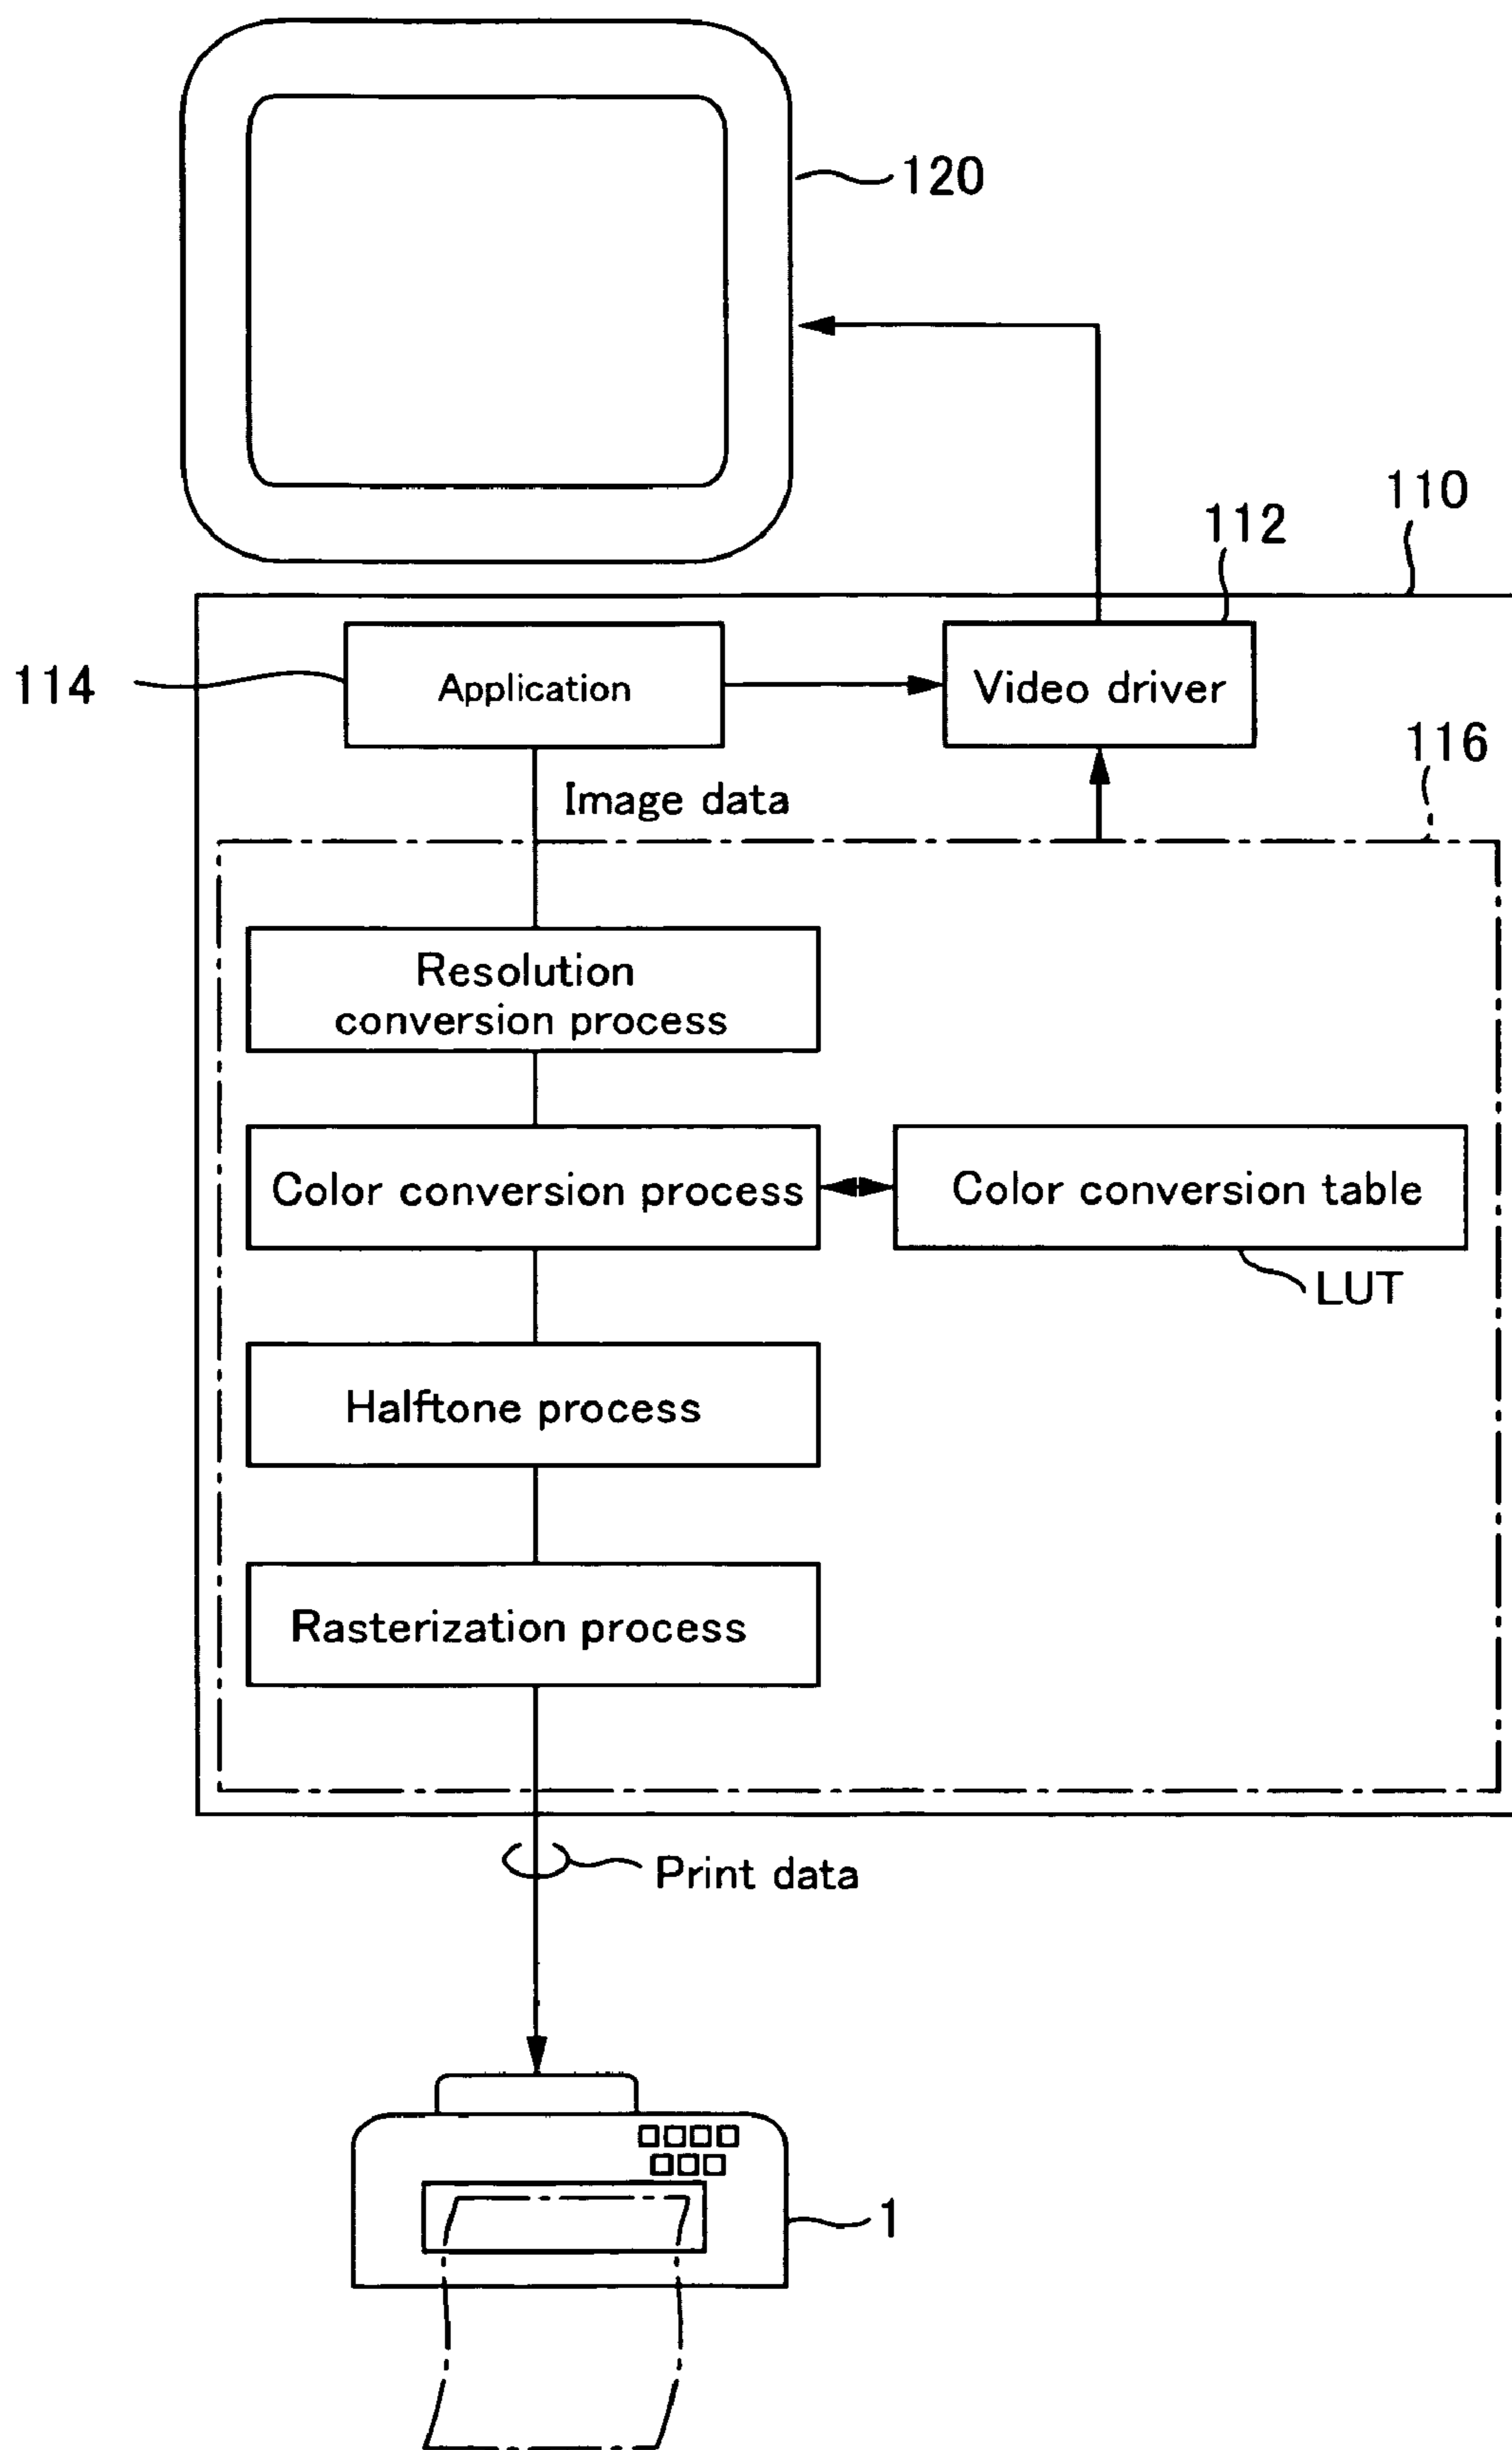 120
110
112
114
Application
Video driver
116
Image data
Resolution
conversion process
Color conversion process
Color conversion table
LUT
Halftone process
Rasterization process
Print data
1